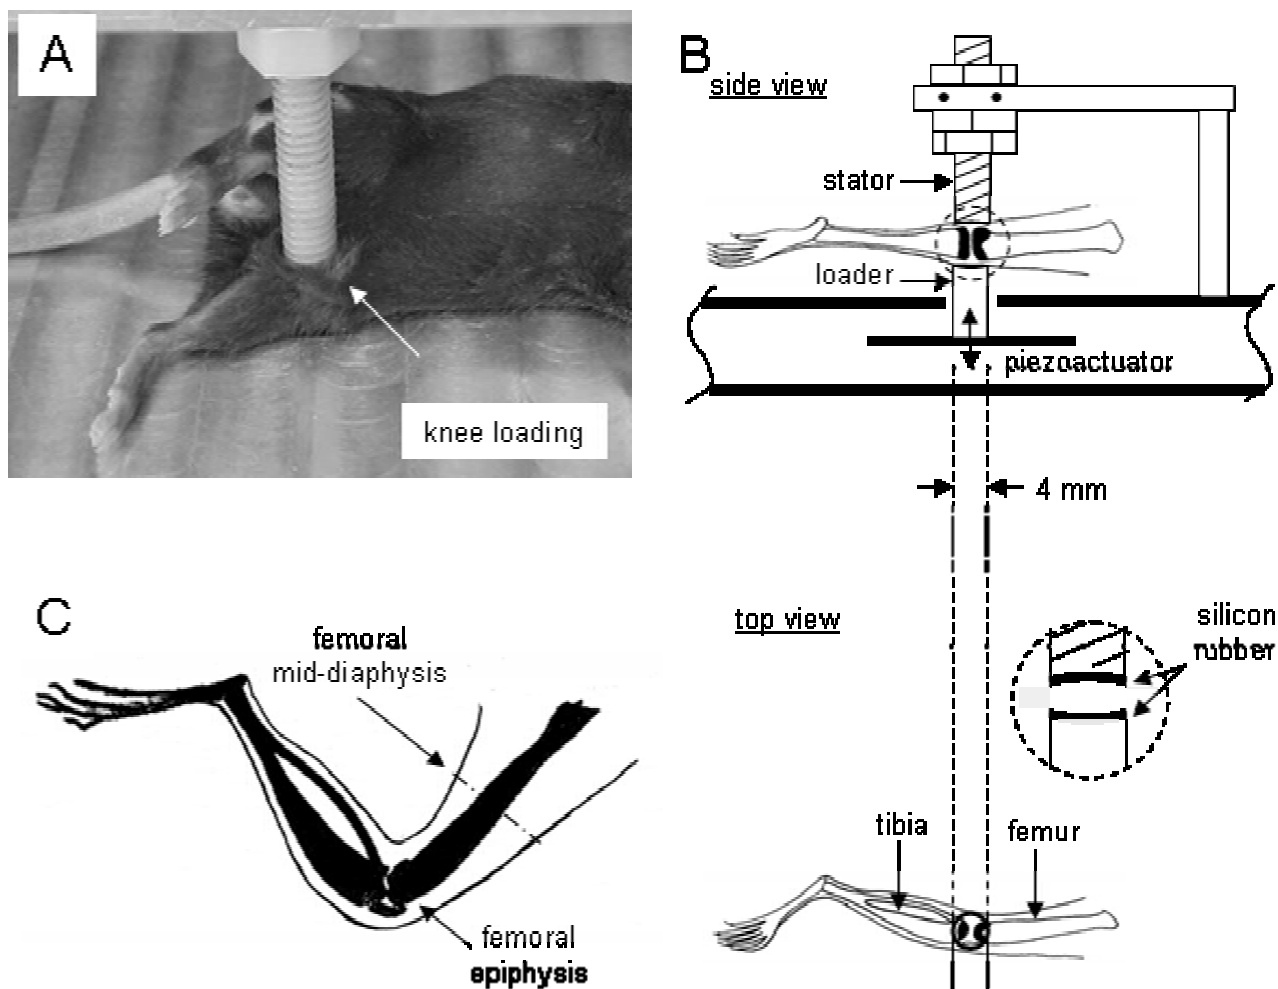 A
knee loading
B
side view
stator
loader
piezoactuator
4 mm
top view
silicon
rubber
tibia
femur
C
femoral
mid-diaphysis
femoral
epiphysis